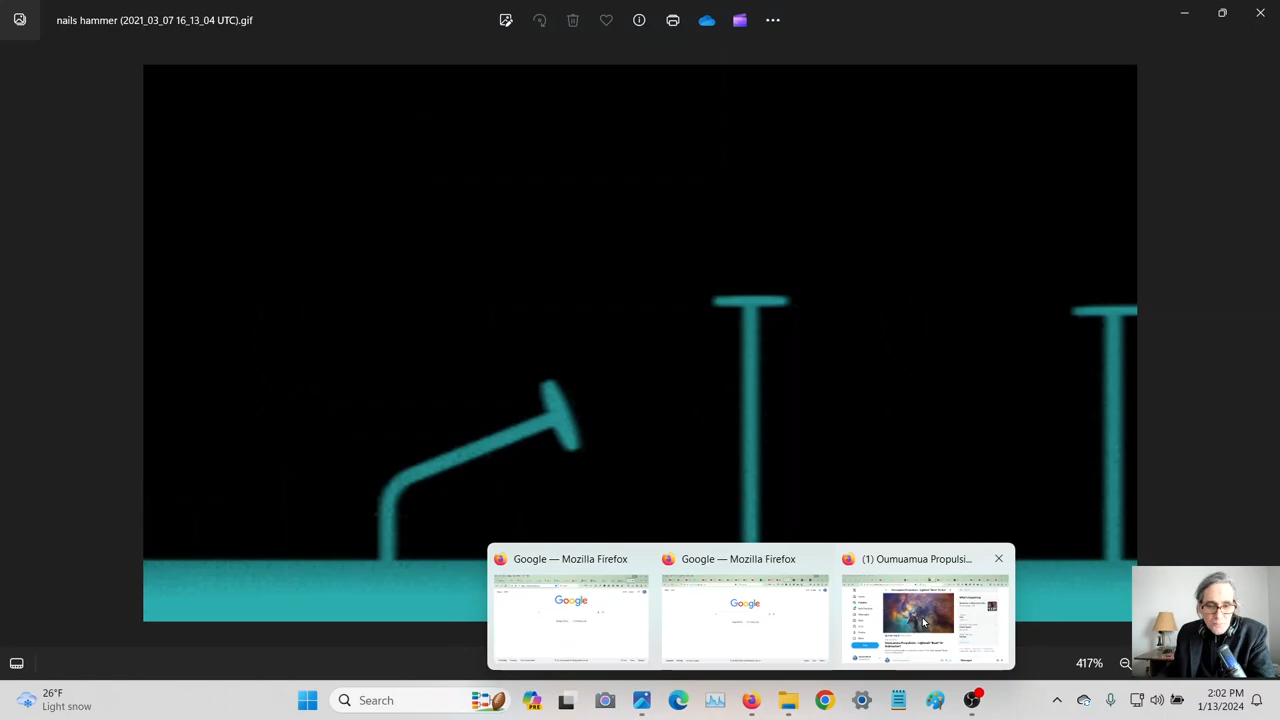 nails hammer (2021_03_07 16_13_04 UTC).gif
Google — Mozilla Firefox
Google — Mozilla Firefox
(1) Oumuamua Propulsi...
Google
Google
47%
26°F
Light snow
Search
2:02 PM
1/13/2024